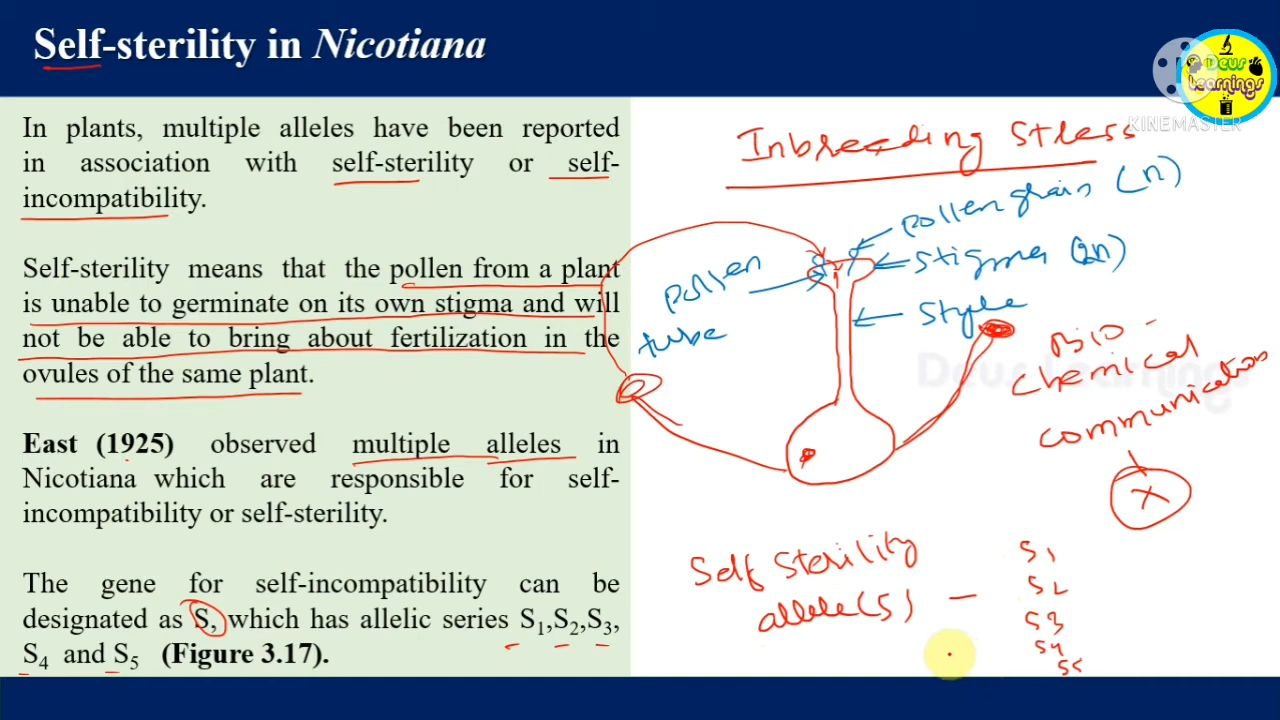 Self-sterility in Nicotiana
Deus
Learnings
KINEMASTER
In plants, multiple alleles have been reported
in association with self-sterility or self-
incompatibility.
Self-sterility means that the pollen from a plant
is unable to germinate on its own stigma and will
not be able to bring about fertilization in the
ovules of the same plant.
East (1925) observed multiple alleles in
Nicotiana which are responsible for self-
incompatibility or self-sterility.
The gene for self-incompatibility can be
designated as S, which has allelic series S₁,S₂,S₃,
S₄ and S₅ (Figure 3.17).
Inbreeding stress
pollen grain (n)
stigma (2n)
style
pollen
tube
Deus Learnings
Bio-
chemical
communication
X
Self sterility
allele(s) –
S1
S2
S3
S4
S5